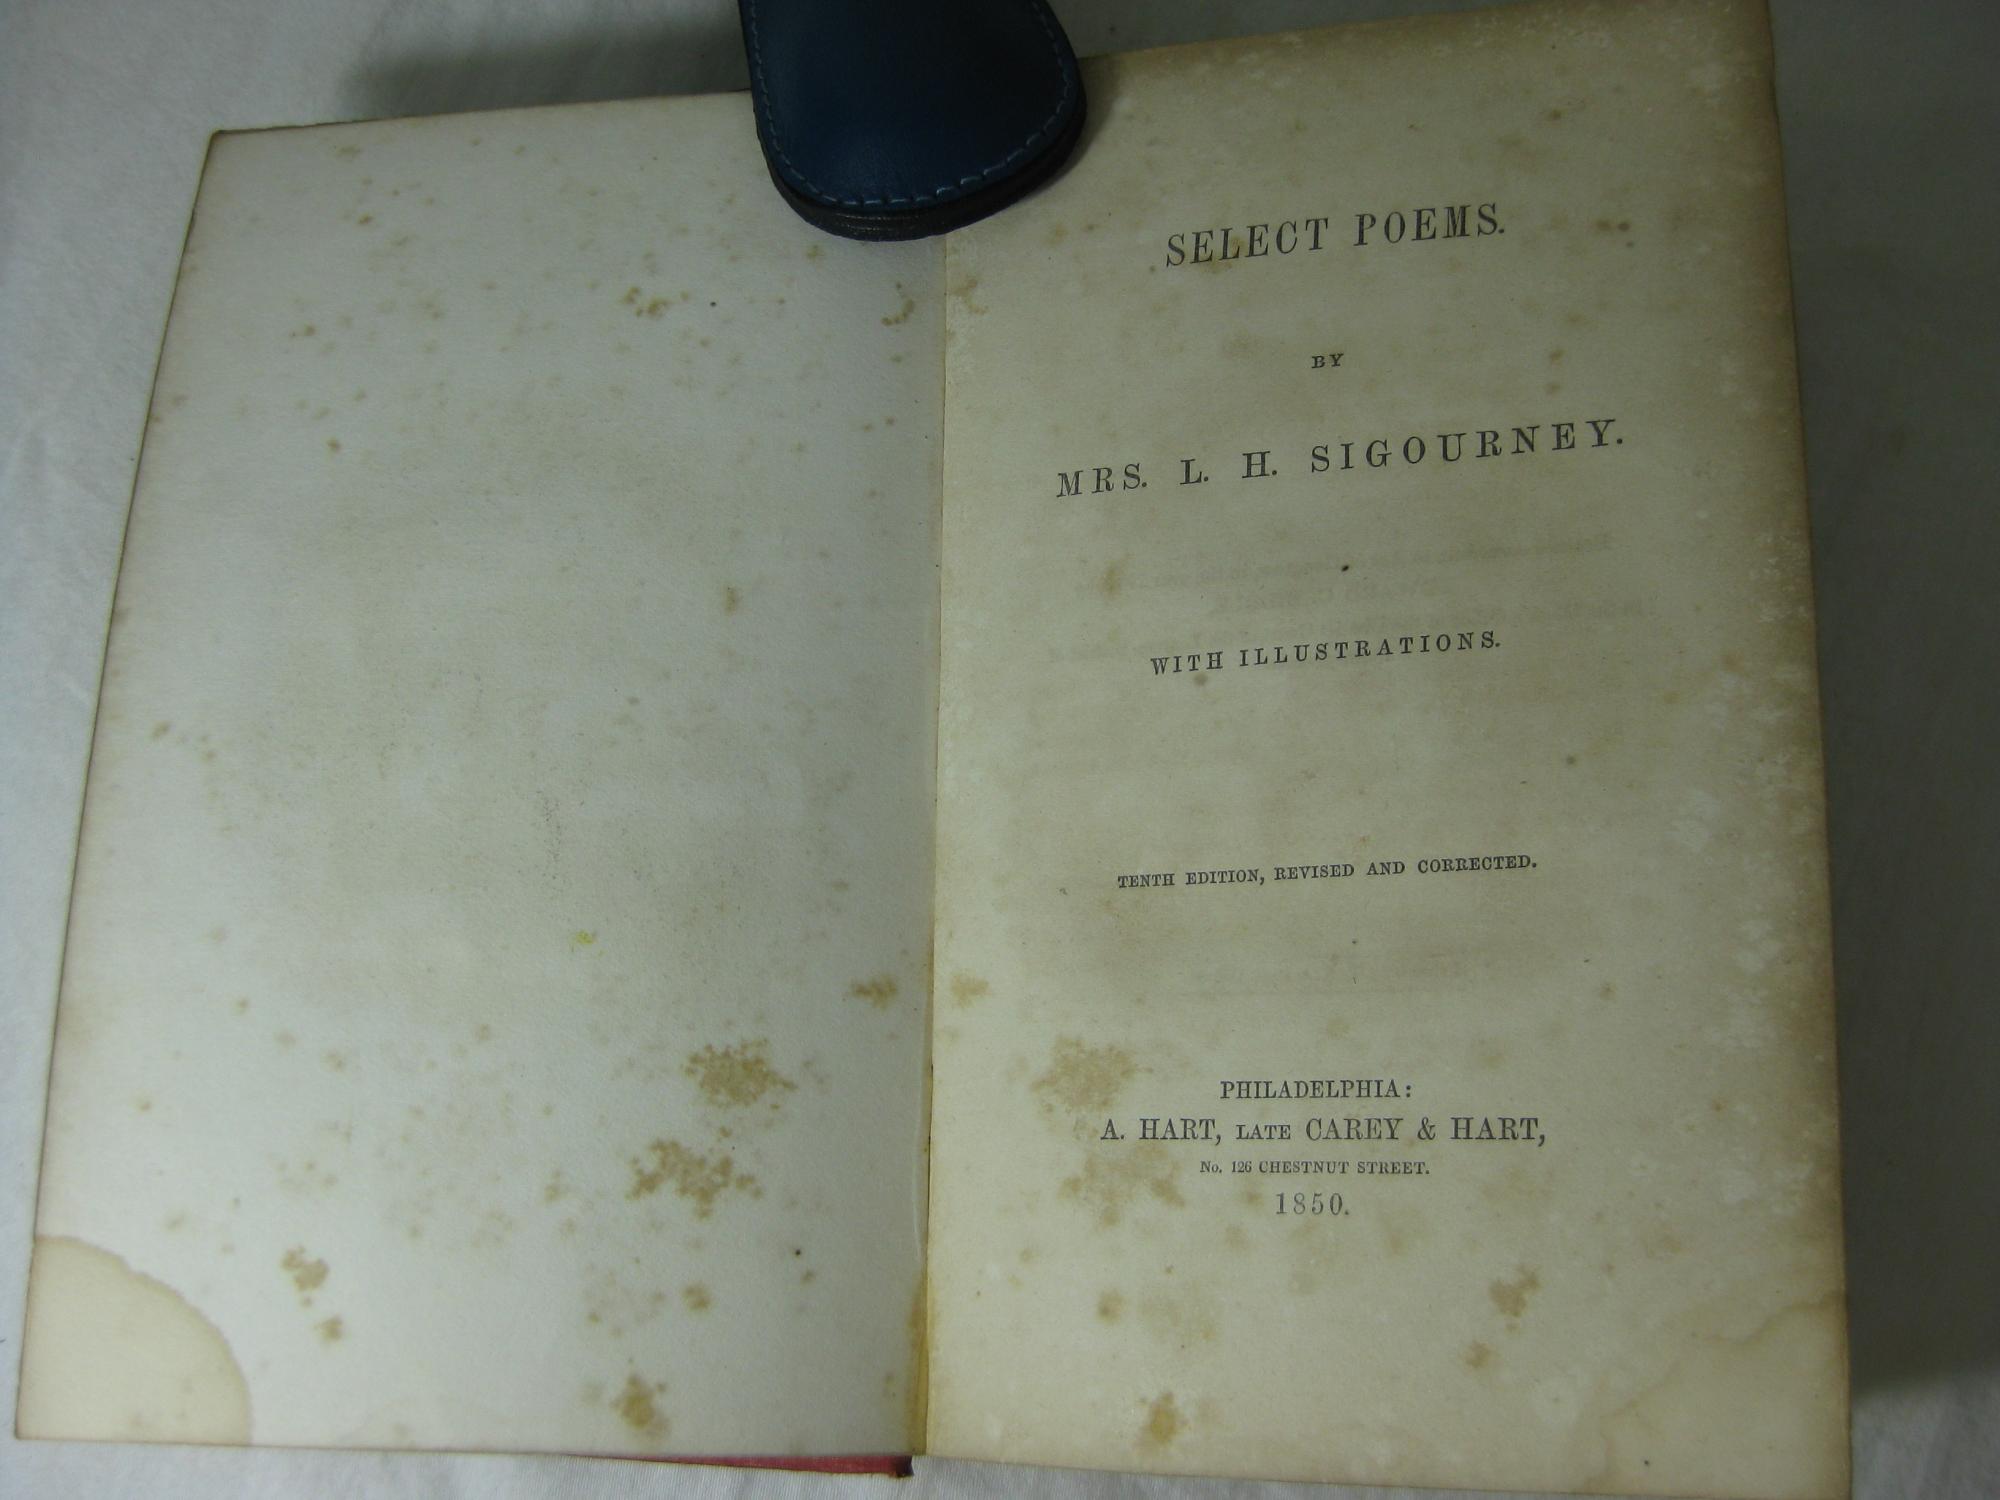 SELECT POEMS.
BY
MRS. L. H. SIGOURNEY.
WITH ILLUSTRATIONS.
TENTH EDITION, REVISED AND CORRECTED.
PHILADELPHIA:
A. HART, LATE CAREY & HART,
No. 126 CHESTNUT STREET.
1850.